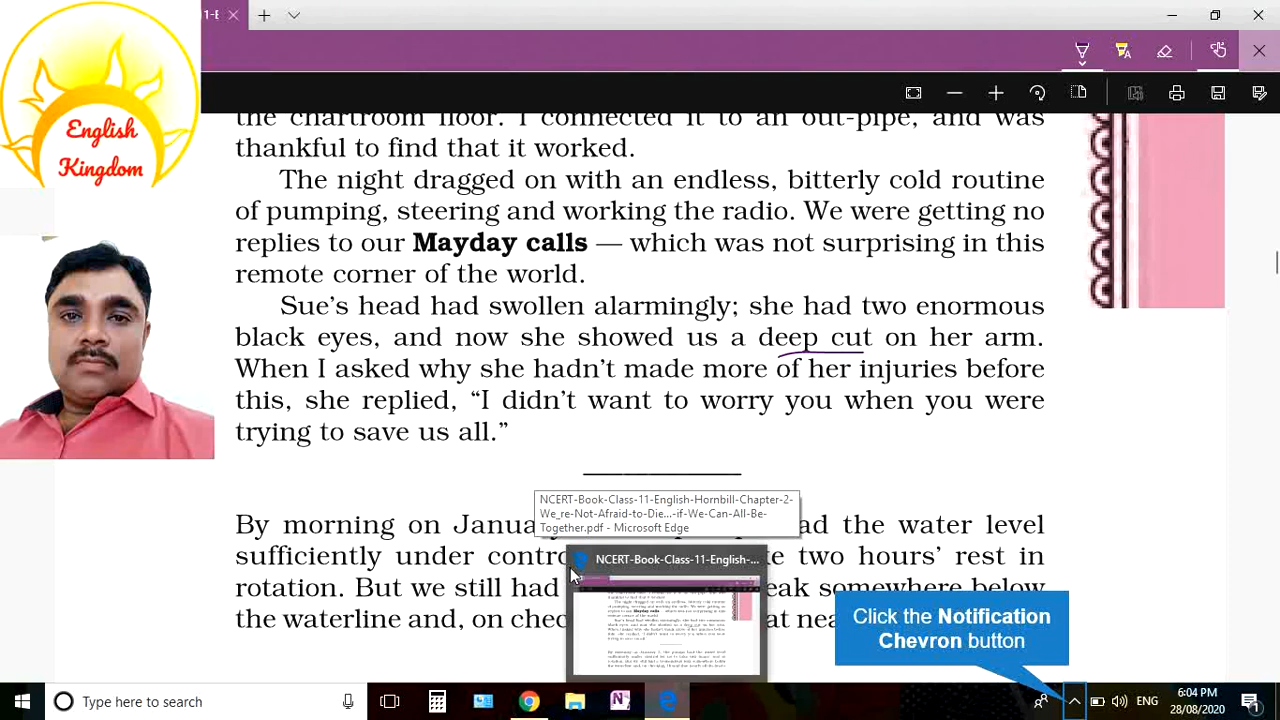 1-E
English
Kingdom
the chartroom floor. I connected it to an out-pipe, and was
thankful to find that it worked.
The night dragged on with an endless, bitterly cold routine
of pumping, steering and working the radio. We were getting no
replies to our Mayday calls — which was not surprising in this
remote corner of the world.
Sue's head had swollen alarmingly; she had two enormous
black eyes, and now she showed us a deep cut on her arm.
When I asked why she hadn't made more of her injuries before
this, she replied, “I didn't want to worry you when you were
trying to save us all.”
NCERT-Book-Class-11-English-Hornbill-Chapter-2-
We_re-Not-Afraid-to-Die...-if-We-Can-All-Be-
Together.pdf - Microsoft Edge
By morning on Janua ad the water level
NCERT-Book-Class-11-English-...
sufficiently under contro two hours' rest in
rotation. But we still had eak somewhere below
the waterline and, on chec at nea
Click the Notification
Chevron button
Type here to search
ENG
6:04 PM
28/08/2020
1